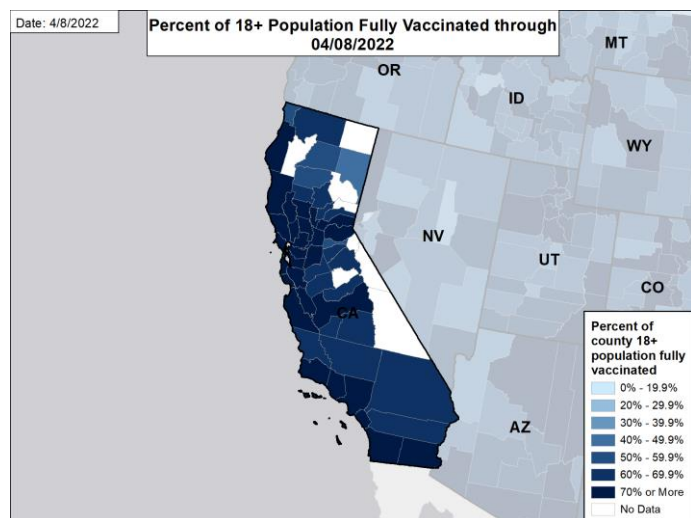 Date: 4/8/2022
Percent of 18+ Population Fully Vaccinated through
04/08/2022
MT
OR
ID
WY
NV
UT
CO
CA
AZ
Percent of
county 18+
population fully
vaccinated
0% - 19.9%
20% - 29.9%
30% - 39.9%
40% - 49.9%
50% - 59.9%
60% - 69.9%
70% or More
No Data